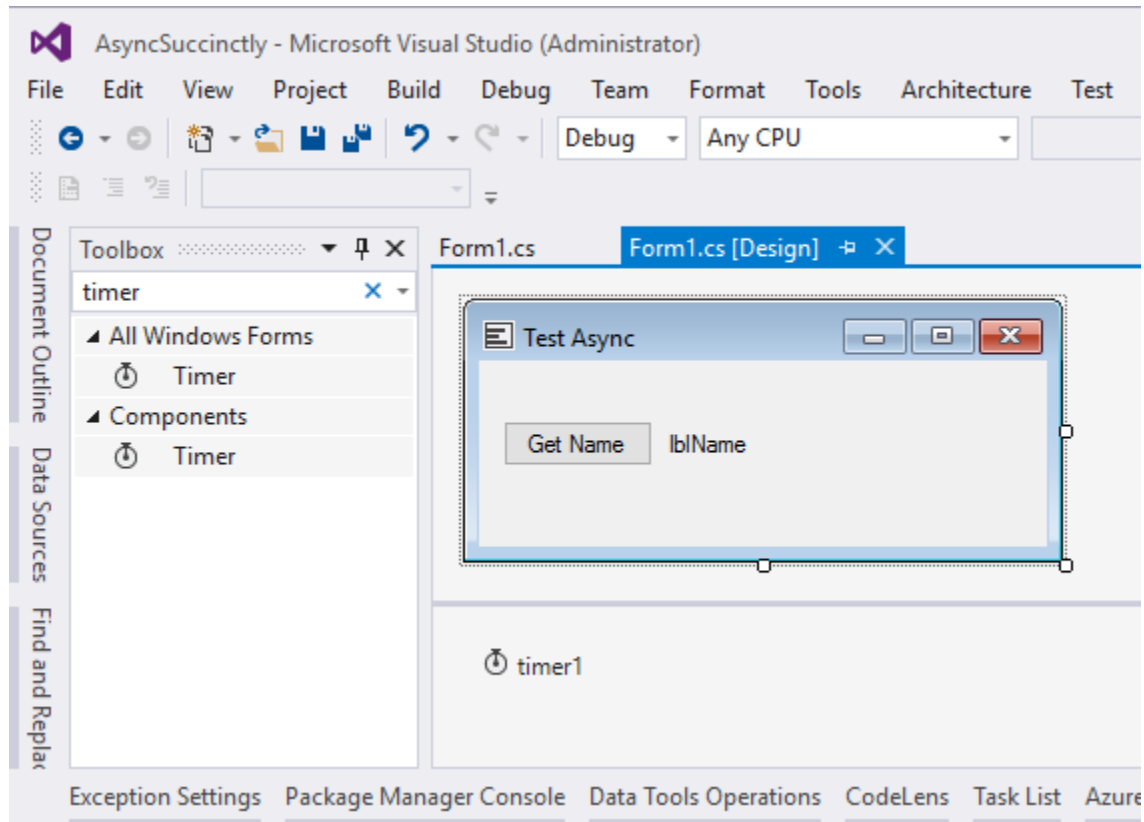 AsyncSuccinctly - Microsoft Visual Studio (Administrator)
File Edit View Project Build Debug Team Format Tools Architecture Test
Debug Any CPU
Document Outline
Data Sources
Find and Replac
Toolbox
timer
All Windows Forms
Timer
Components
Timer
Form1.cs Form1.cs [Design]
Test Async
Get Name lblName
timer1
Exception Settings Package Manager Console Data Tools Operations CodeLens Task List Azure